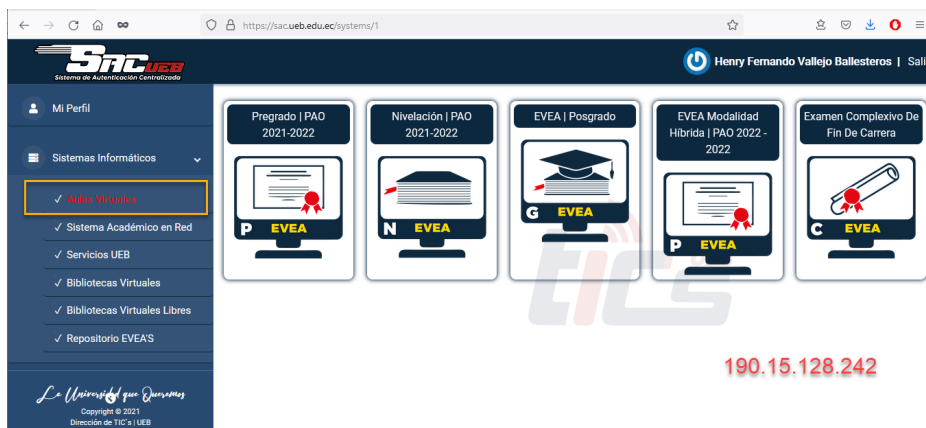 https://sac.ueb.edu.ec/systems/1
SAC UEB
Sistema de Autenticación Centralizada
Henry Fernando Vallejo Ballesteros | Sali
Mi Perfil
Sistemas Informáticos
✓ Aulas Virtuales
✓ Sistema Académico en Red
✓ Servicios UEB
✓ Bibliotecas Virtuales
✓ Bibliotecas Virtuales Libres
✓ Repositorio EVEA'S
La Universidad que Queremos
Copyright © 2021
Dirección de TIC's | UEB
Pregrado | PAO
2021-2022
P EVEA
Nivelación | PAO
2021-2022
N EVEA
EVEA | Posgrado
G EVEA
EVEA Modalidad
Híbrida | PAO 2022 -
2022
P EVEA
Examen Complexivo De
Fin De Carrera
C EVEA
tics
190.15.128.242